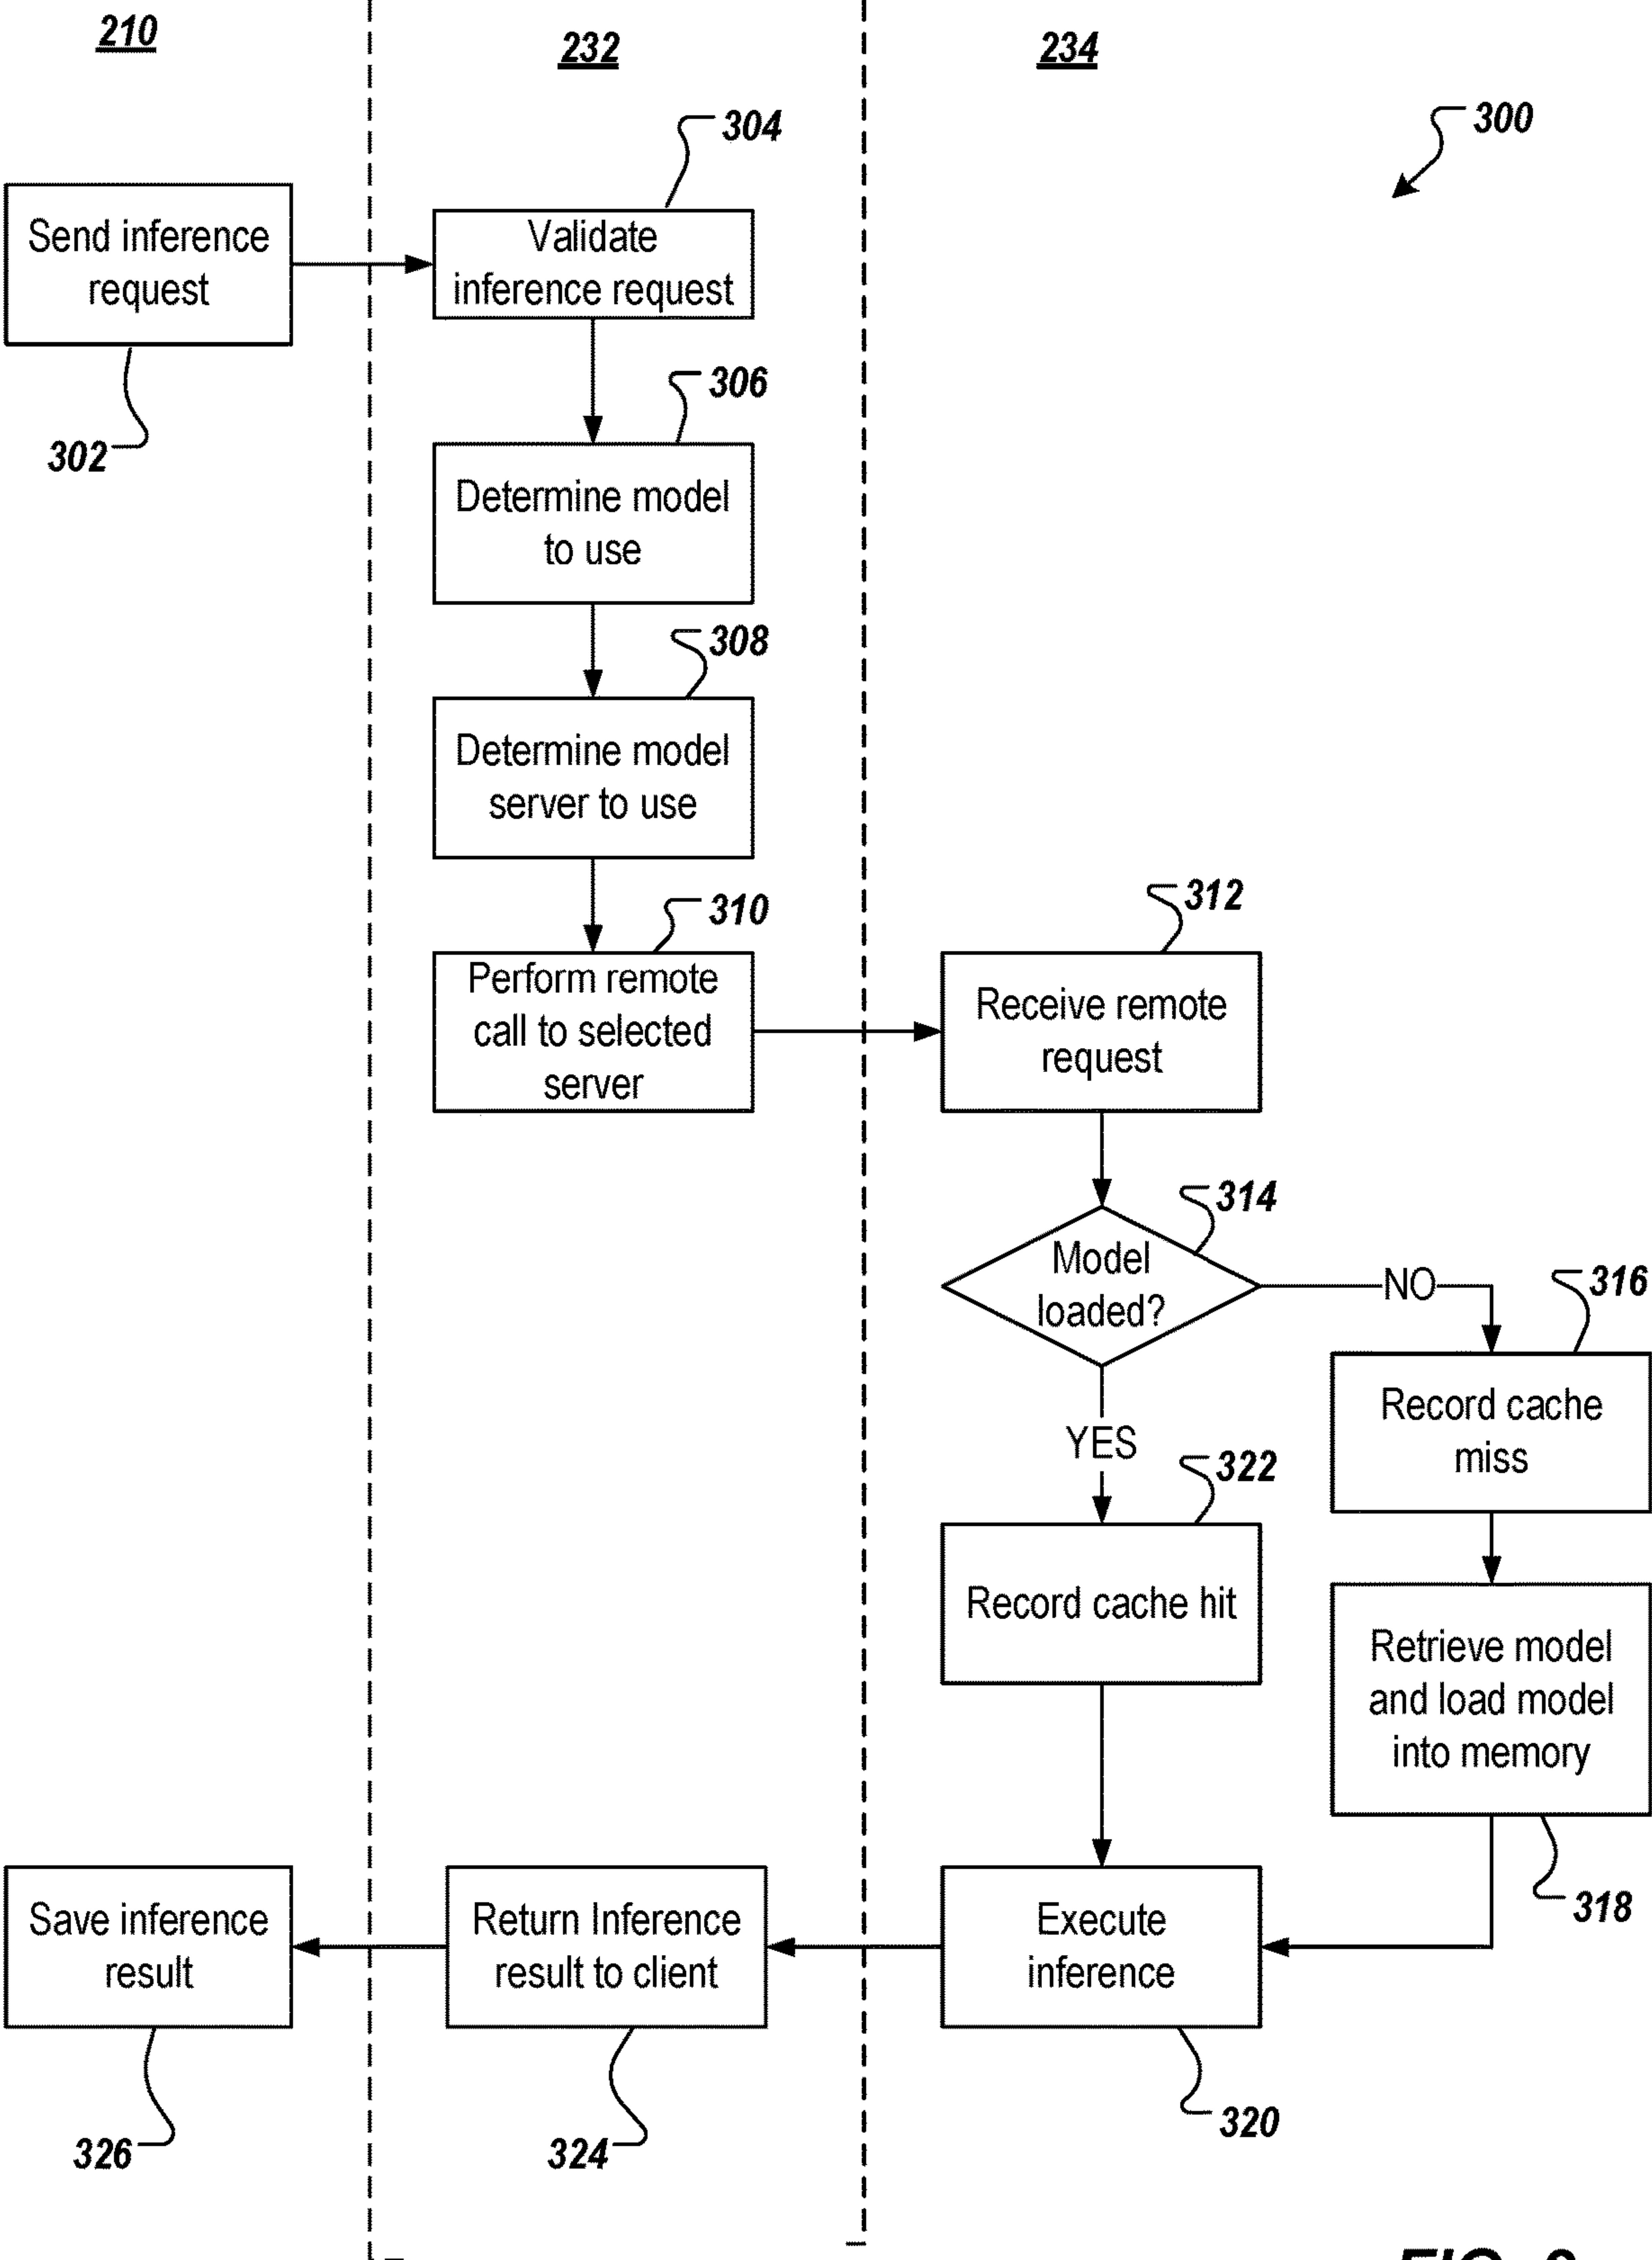 210
232
234
300
304
Send inference
request
Validate
inference request
302
306
Determine model
to use
308
Determine model
server to use
310
Perform remote
call to selected
server
312
Receive remote
request
314
Model
loaded?
NO
316
Record cache
miss
YES
322
Record cache hit
Retrieve model
and load model
into memory
318
Save inference
result
Return Inference
result to client
Execute
inference
326
324
320